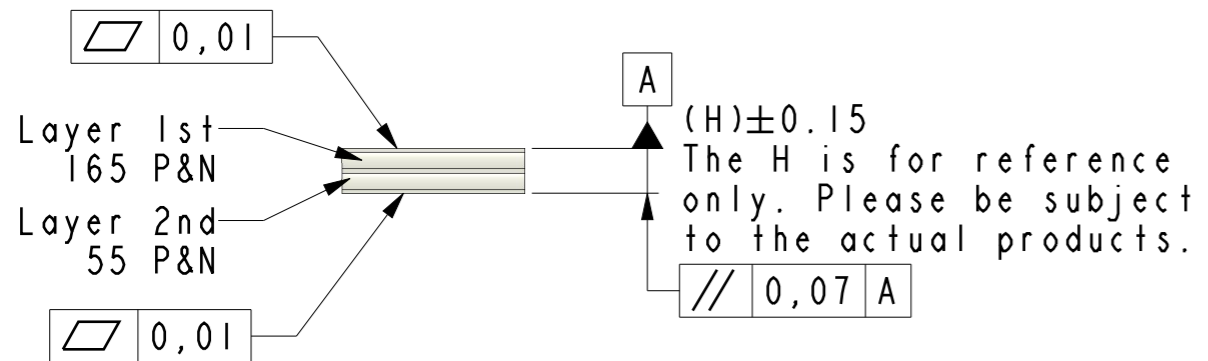 ⏥ 0,01
A
(H)±0.15
The H is for reference
only. Please be subject
to the actual products.
Layer 1st
165 P&N
Layer 2nd
55 P&N
// 0,07 A
⏥ 0,01